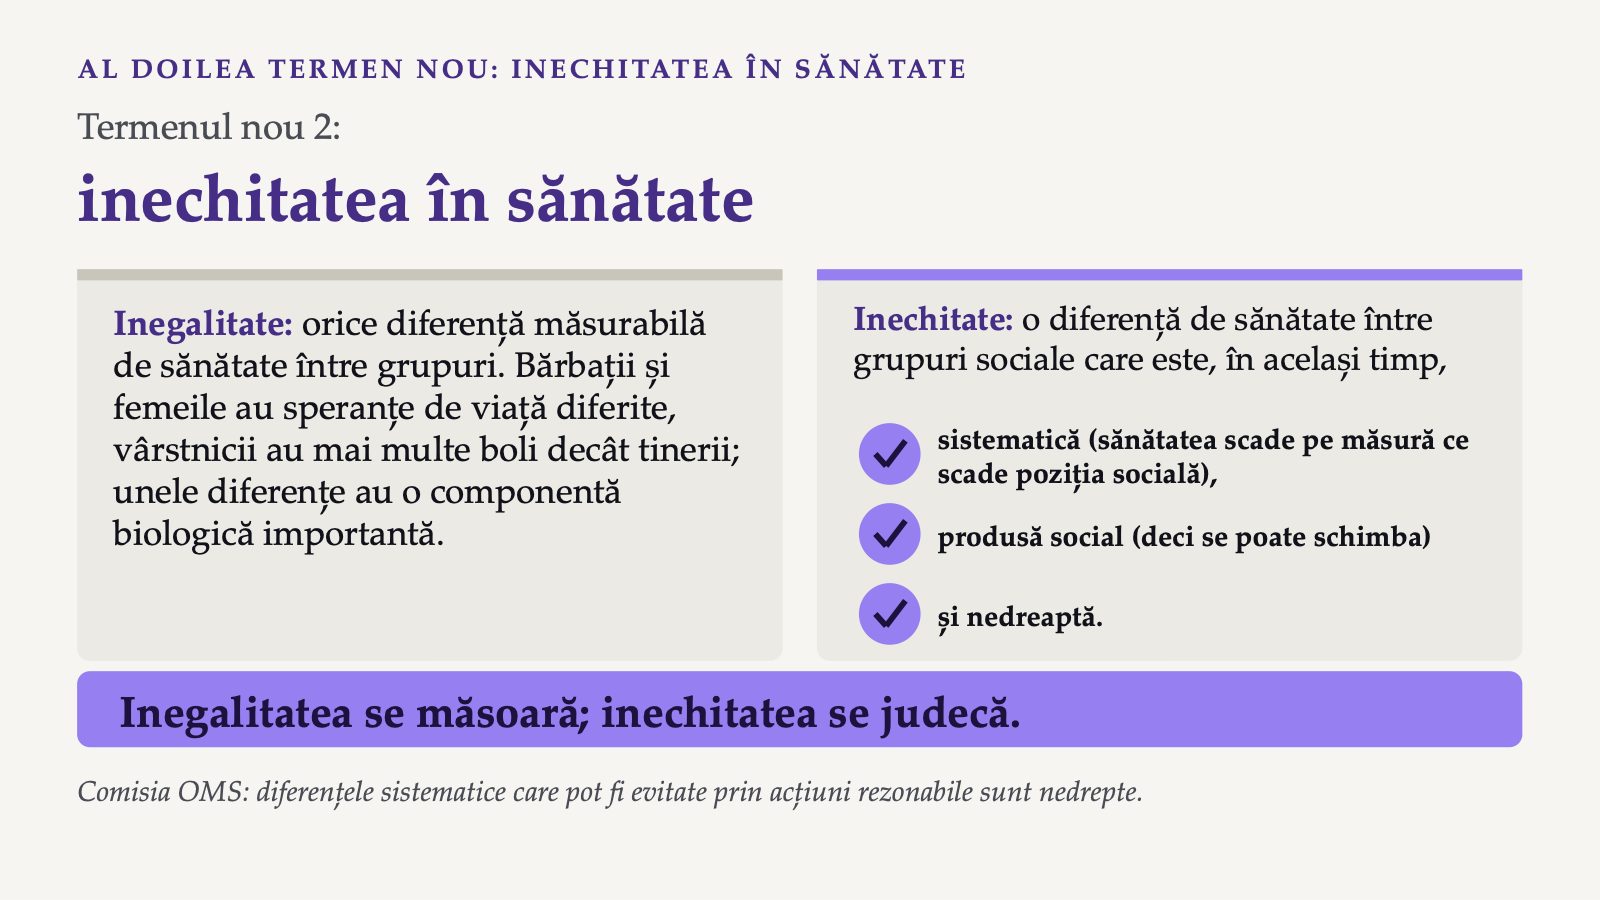 AL DOILEA TERMEN NOU: INECHITATEA ÎN SĂNĂTATE
Termenul nou 2:
inechitatea în sănătate
Inegalitate: orice diferență măsurabilă
de sănătate între grupuri. Bărbații și
femeile au speranțe de viață diferite,
vârstnicii au mai multe boli decât tinerii;
unele diferențe au o componentă
biologică importantă.
Inechitate: o diferență de sănătate între
grupuri sociale care este, în același timp,
sistematică (sănătatea scade pe măsură ce
scade poziția socială),
produsă social (deci se poate schimba)
și nedreaptă.
Inegalitatea se măsoară; inechitatea se judecă.
Comisia OMS: diferențele sistematice care pot fi evitate prin acțiuni rezonabile sunt nedrepte.